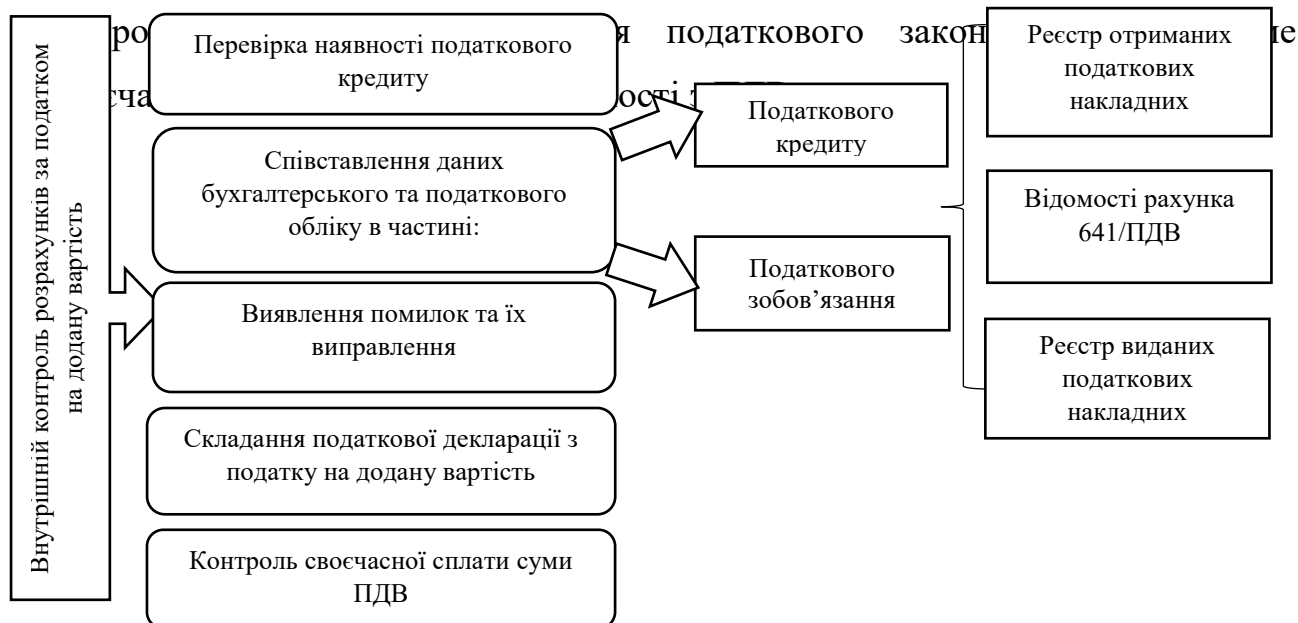 Внутрішній контроль розрахунків за податком
на додану вартість
Перевірка наявності податкового
кредиту
Співставлення даних
бухгалтерського та податкового
обліку в частині:
Виявлення помилок та їх
виправлення
Складання податкової декларації з
податку на додану вартість
Контроль своєчасної сплати суми
ПДВ
податкового
Податкового
кредиту
Податкового
зобов’язання
Реєстр отриманих
податкових
накладних
Відомості рахунка
641/ПДВ
Реєстр виданих
податкових
накладних